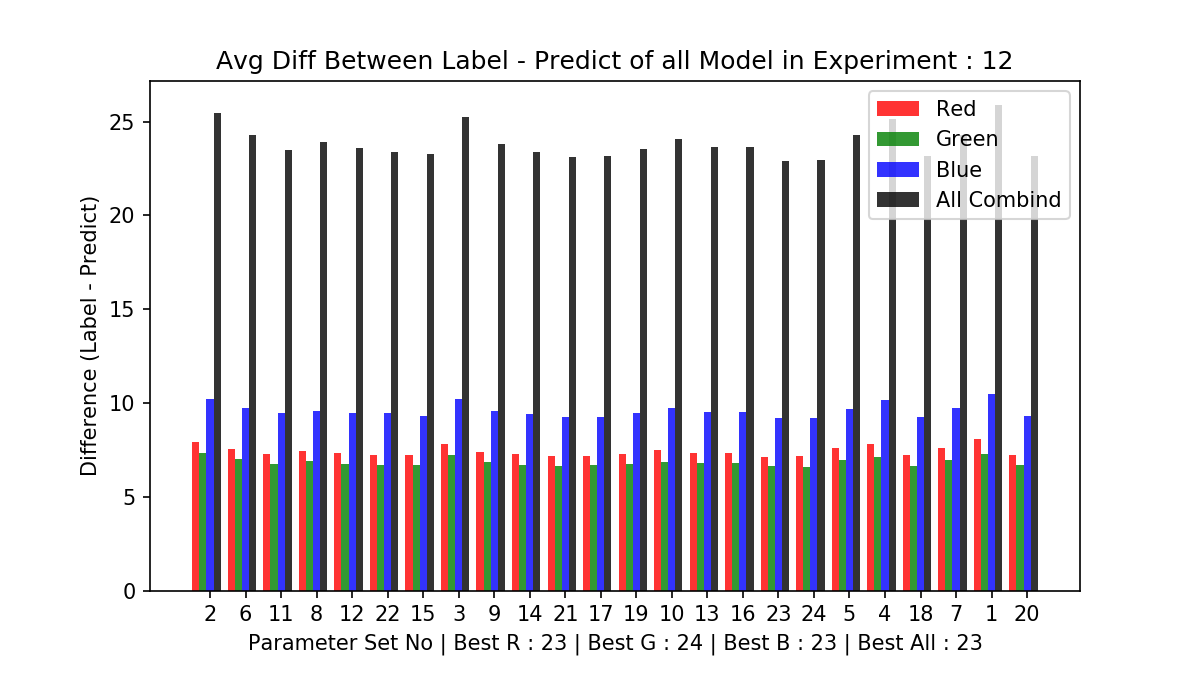 Avg Diff Between Label - Predict of all Model in Experiment : 12
Red
Green
Blue
All Combind
Difference (Label - Predict)
25
20
15
10
5
0
2 6 11 8 12 22 15 3 9 14 21 17 19 10 13 16 23 24 5 4 18 7 1 20
Parameter Set No | Best R : 23 | Best G : 24 | Best B : 23 | Best All : 23